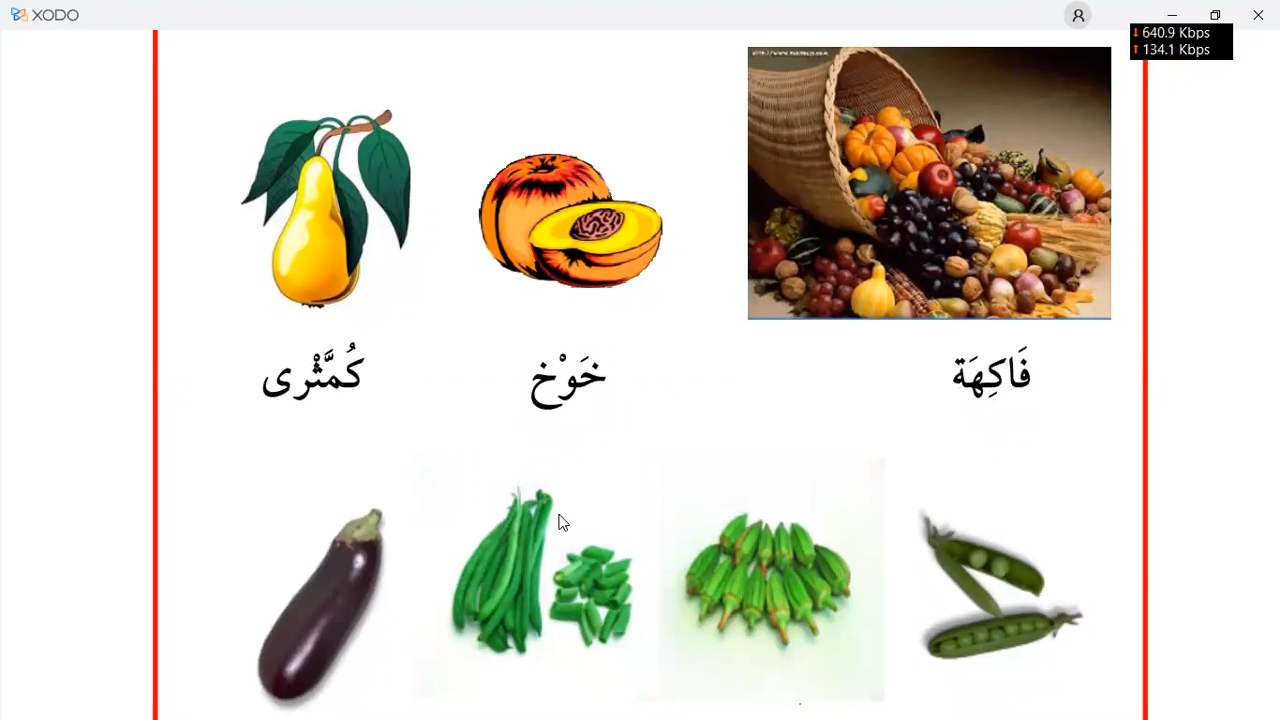 XODO
640.9 Kbps
134.1 Kbps
فَاكِهَة
خَوْخ
كُمَّثْرى